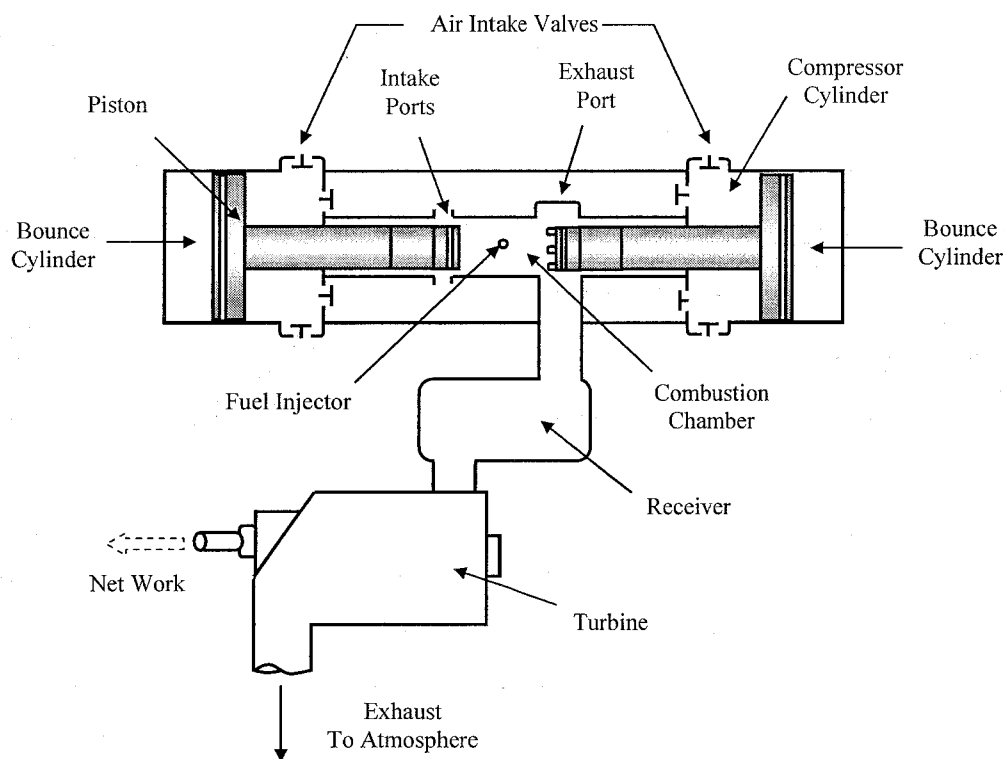 Air Intake Valves
Intake
Ports
Exhaust
Port
Compressor
Cylinder
Piston
Bounce
Cylinder
Bounce
Cylinder
Fuel Injector
Combustion
Chamber
Receiver
Net Work
Turbine
Exhaust
To Atmosphere